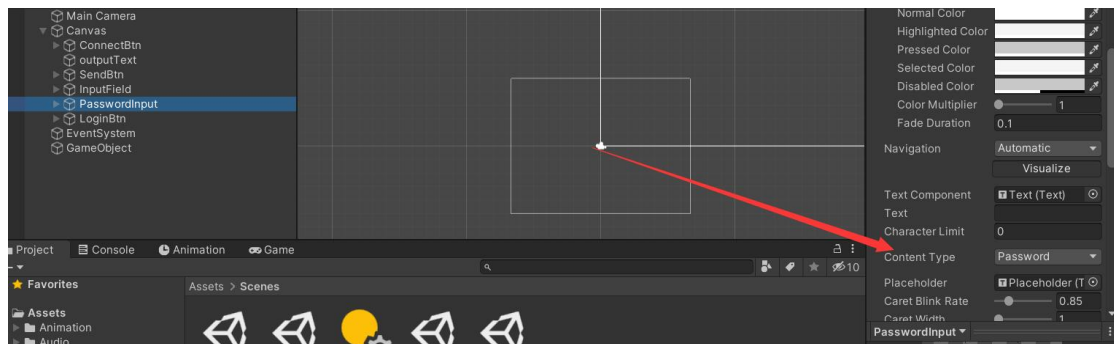 Main Camera
Canvas
ConnectBtn
outputText
SendBtn
InputField
PasswordInput
LoginBtn
EventSystem
GameObject
Project
Console
Animation
Game
10
Favorites
Assets
Animation
Audio
Assets > Scenes
Normal Color
Highlighted Color
Pressed Color
Selected Color
Disabled Color
Color Multiplier 1
Fade Duration 0.1
Navigation Automatic
Visualize
Text Component Text (Text)
Text
Character Limit 0
Content Type Password
Placeholder Placeholder (T
Caret Blink Rate 0.85
Caret Width 1
PasswordInput